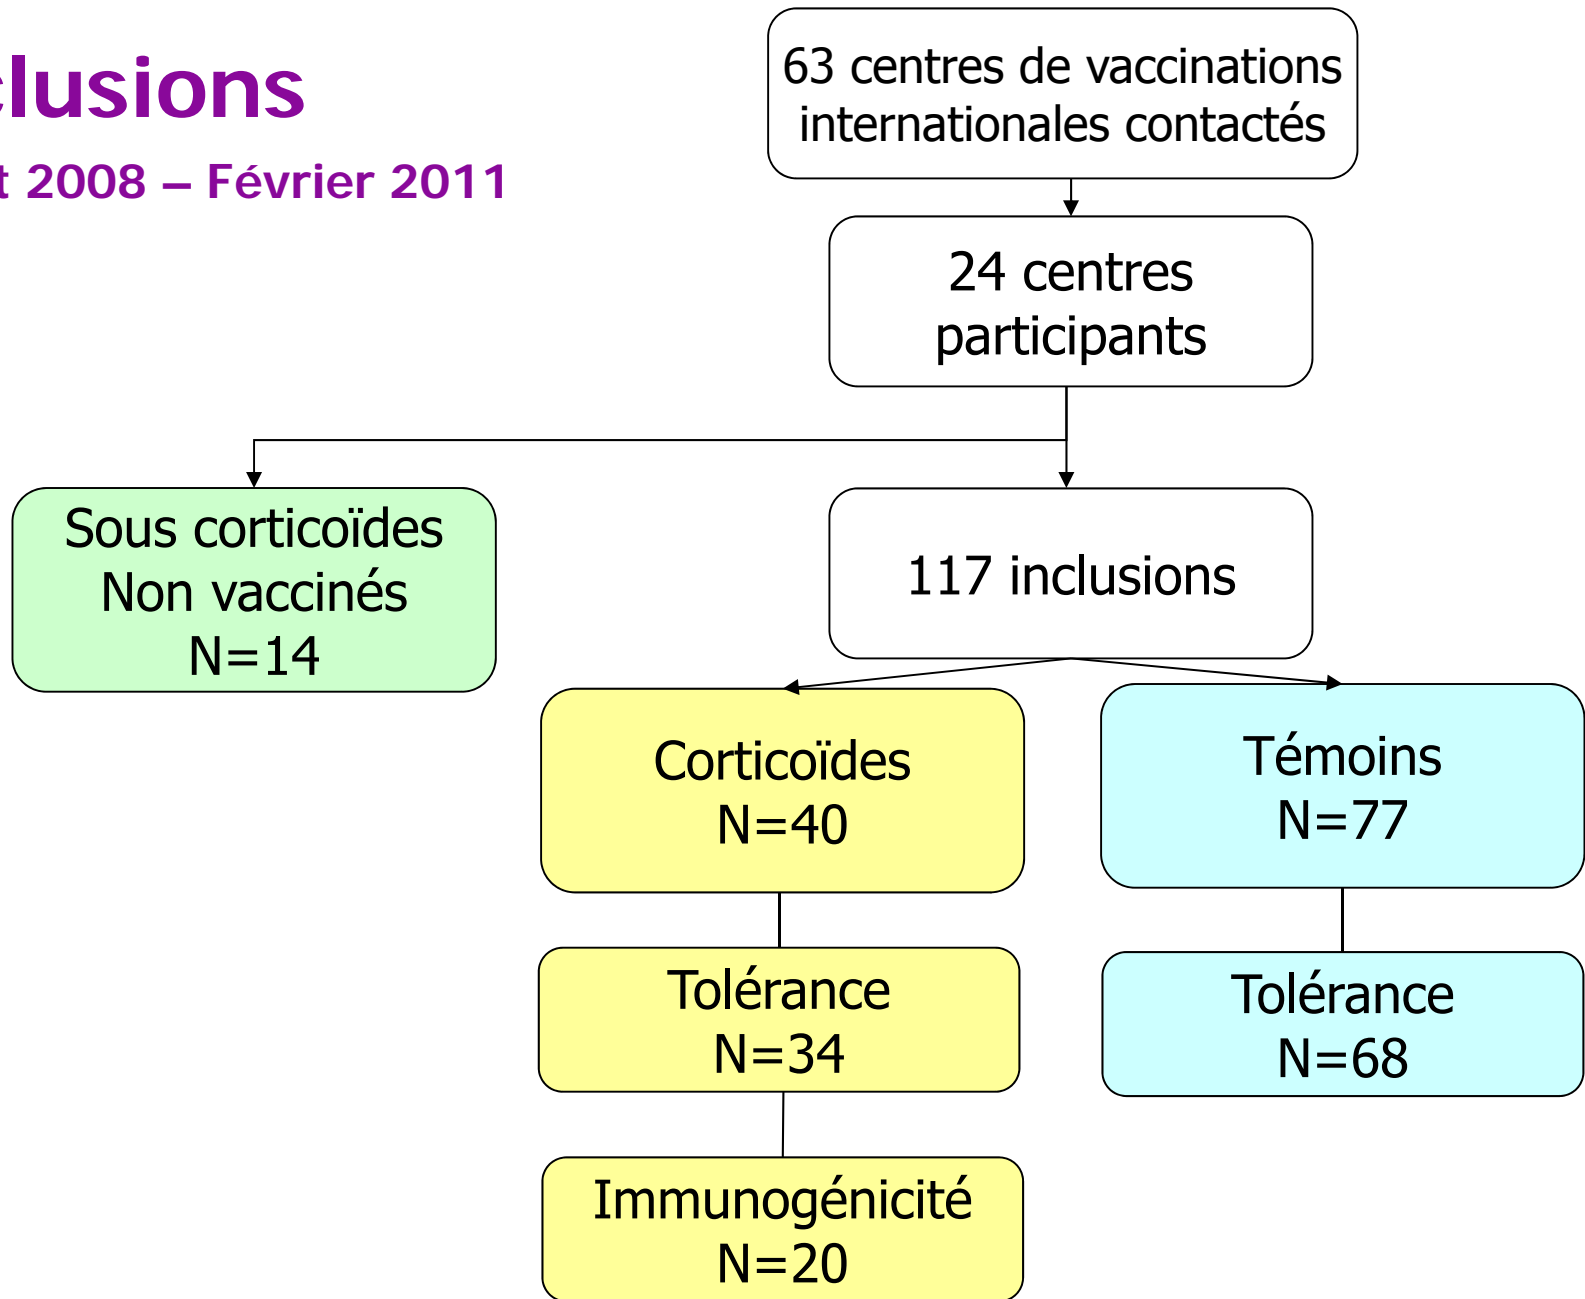 clusions
t 2008 – Février 2011
63 centres de vaccinations
internationales contactés
24 centres
participants
Sous corticoïdes
Non vaccinés
N=14
117 inclusions
Corticoïdes
N=40
Témoins
N=77
Tolérance
N=34
Tolérance
N=68
Immunogénicité
N=20